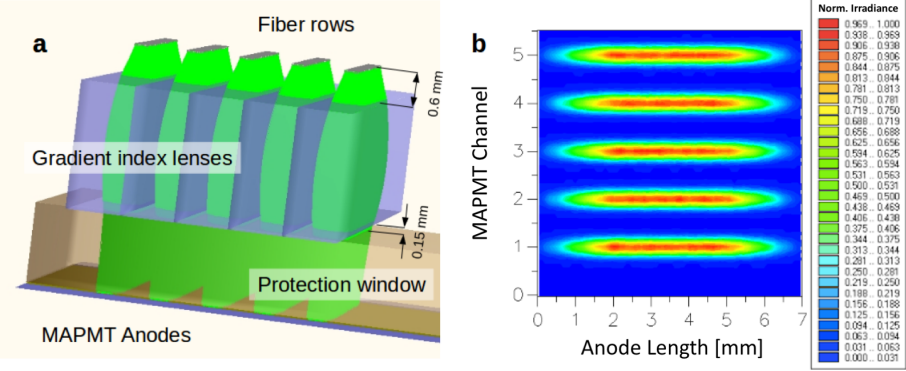 a
Fiber rows
0.6 mm
Gradient index lenses
0.15 mm
Protection window
MAPMT Anodes
b
MAPMT Channel
5
4
3
2
1
0
0 1 2 3 4 5 6 7
Anode Length [mm]
Norm. Irradiance
0.969 .. 1.000
0.938 .. 0.969
0.906 .. 0.938
0.875 .. 0.906
0.844 .. 0.875
0.813 .. 0.844
0.781 .. 0.813
0.750 .. 0.781
0.719 .. 0.750
0.688 .. 0.719
0.656 .. 0.688
0.625 .. 0.656
0.594 .. 0.625
0.563 .. 0.594
0.531 .. 0.563
0.500 .. 0.531
0.469 .. 0.500
0.438 .. 0.469
0.406 .. 0.438
0.375 .. 0.406
0.344 .. 0.375
0.313 .. 0.344
0.281 .. 0.313
0.250 .. 0.281
0.219 .. 0.250
0.188 .. 0.219
0.156 .. 0.188
0.125 .. 0.156
0.094 .. 0.125
0.063 .. 0.094
0.031 .. 0.063
0.000 .. 0.031